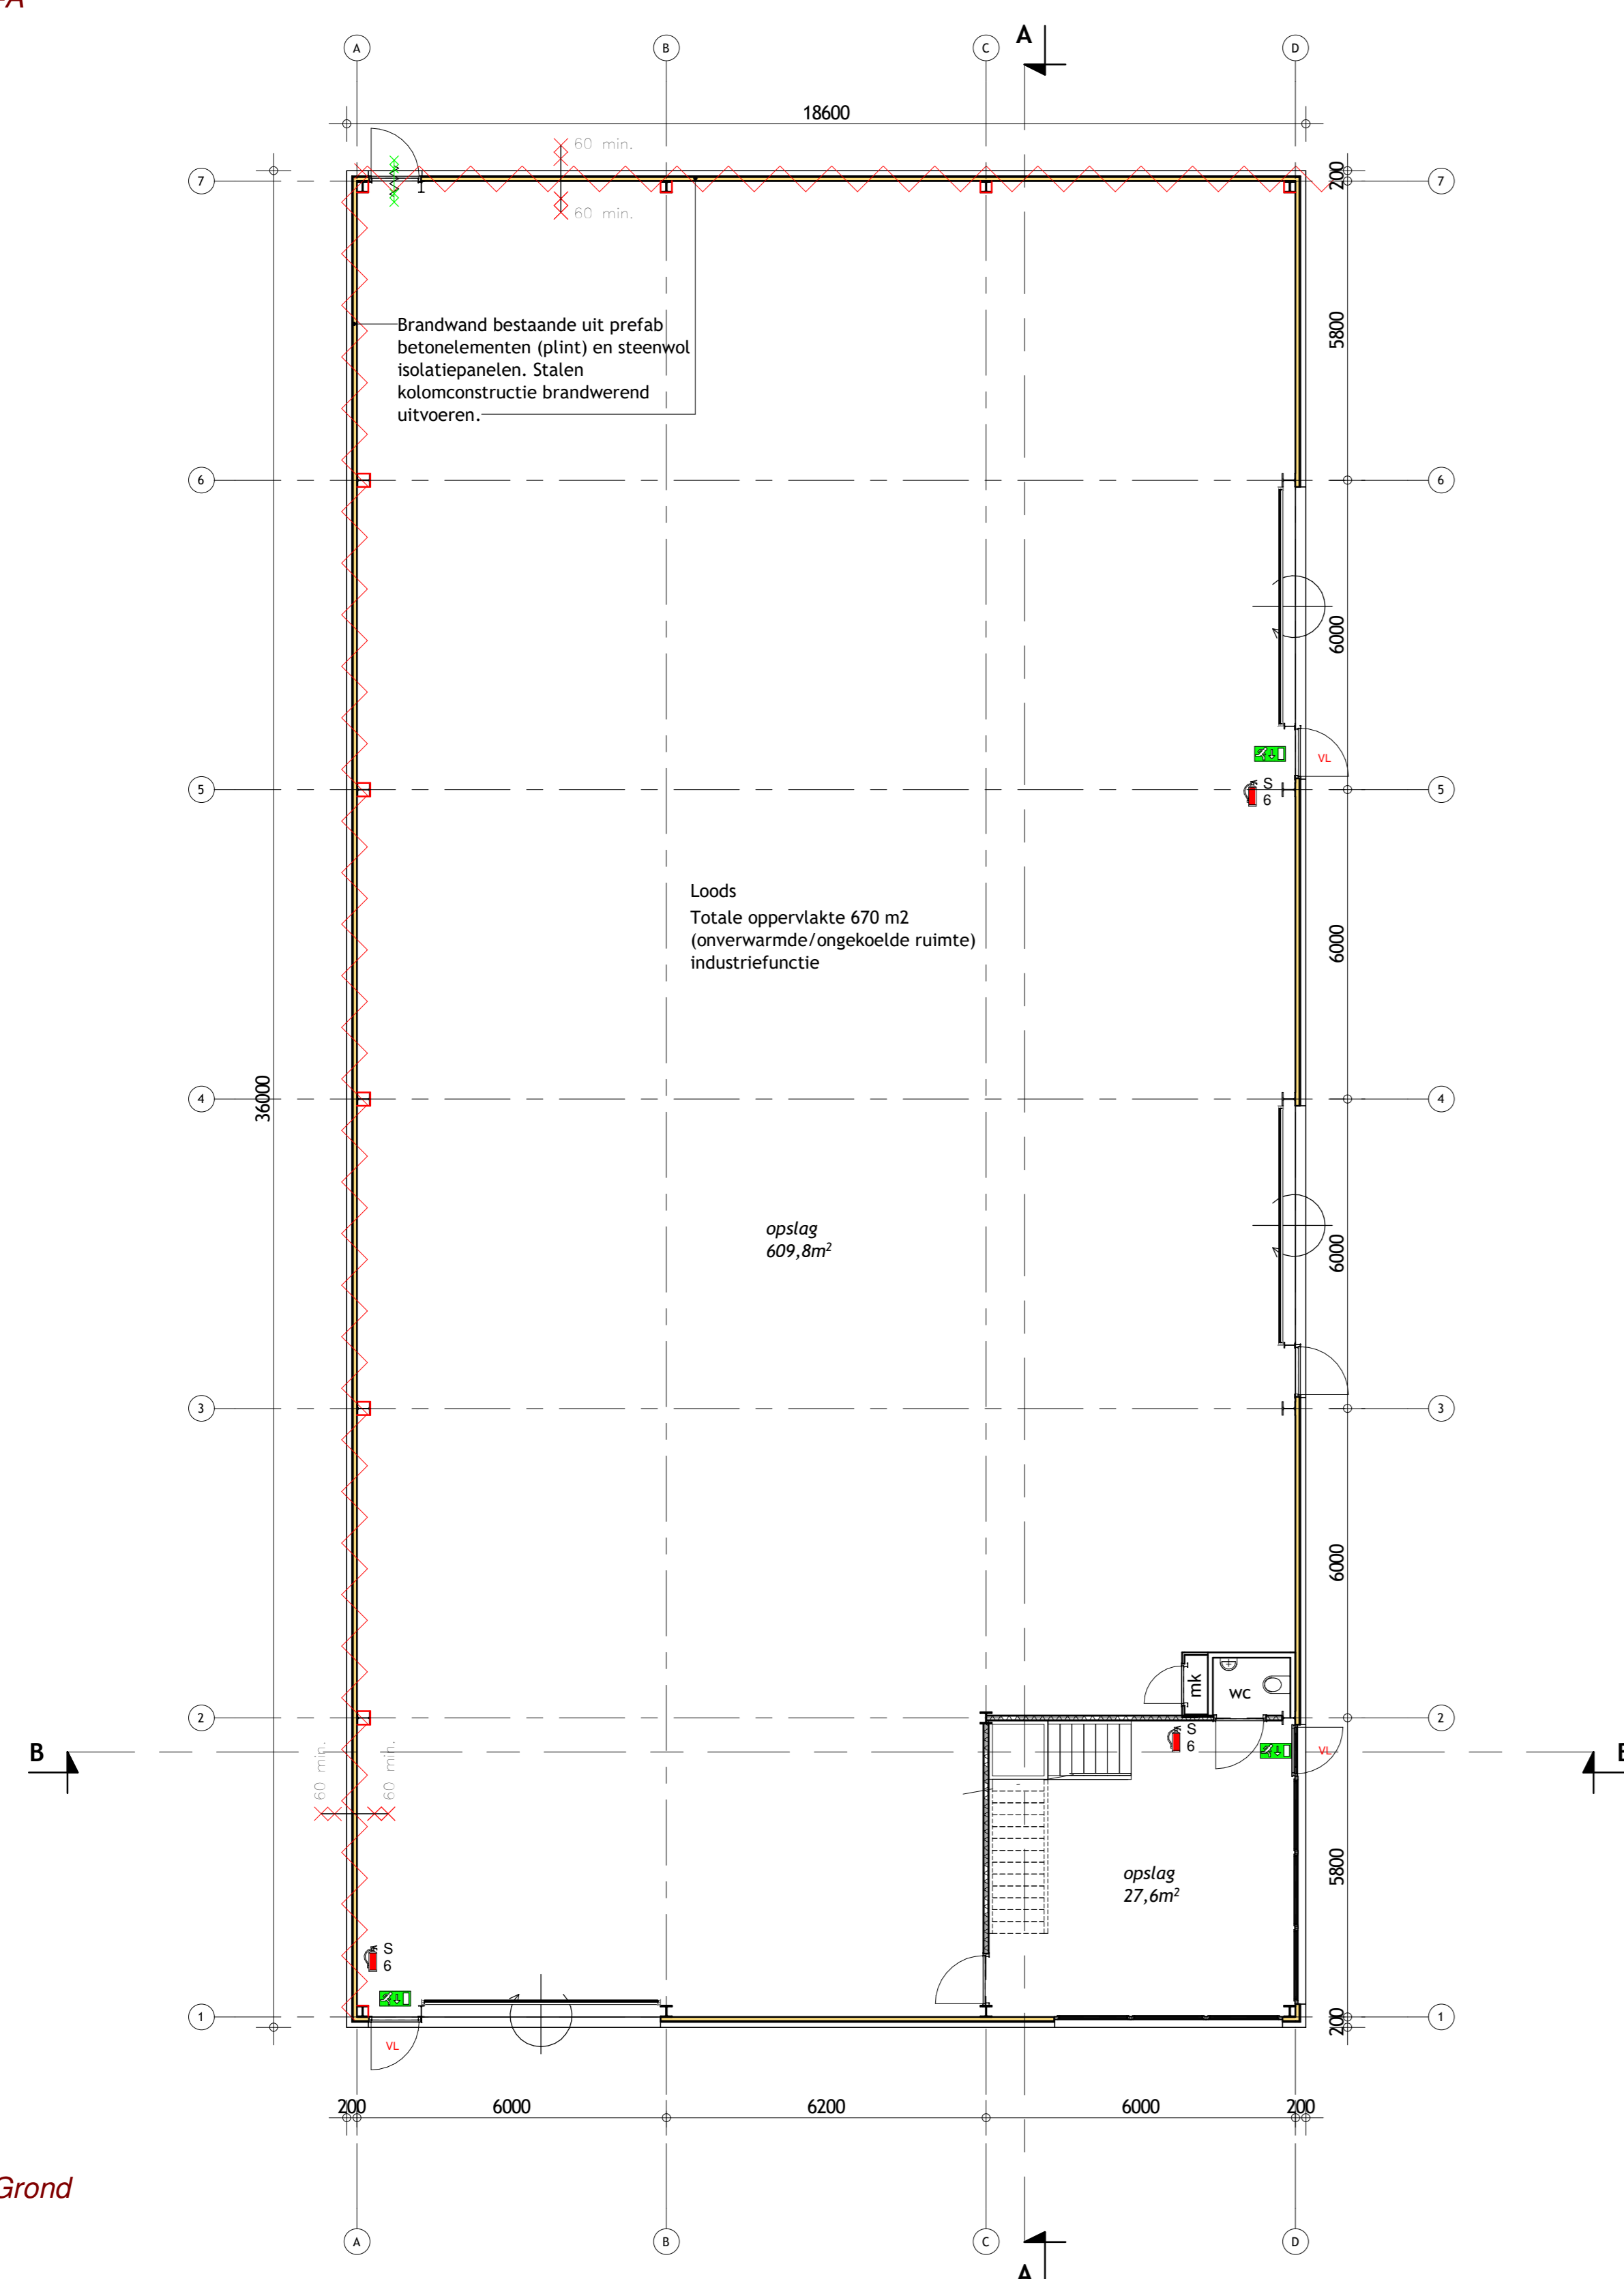 -A
A
A B C D
18600
60 min.
7 200 7
60 min.
5800
Brandwand bestaande uit prefab
betonelementen (plint) en steenwol
isolatiepanelen. Stalen
kolomconstructie brandwerend
uitvoeren.
6 6
6000
VL
S
6
5 5
Loods
Totale oppervlakte 670 m2
(onverwarmde/ongekoelde ruimte)
industriefunctie
6000
36000
4 4
opslag
609,8m²
6000
3 3
6000
mk
wc
2 2
S
6
VL
B
60 min.
60 min.
5800
opslag
27,6m²
S
6
1 200 1
VL
200 6000 6200 6000 200
Grond
A B C D
A